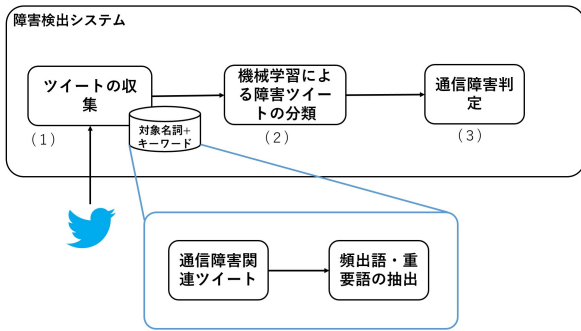 障害検出システム
ツイートの収
集
(1)
対象名詞+
キーワード
機械学習によ
る障害ツイー
トの分類
(2)
通信障害判
定
(3)
通信障害関
連ツイート
頻出語・重
要語の抽出